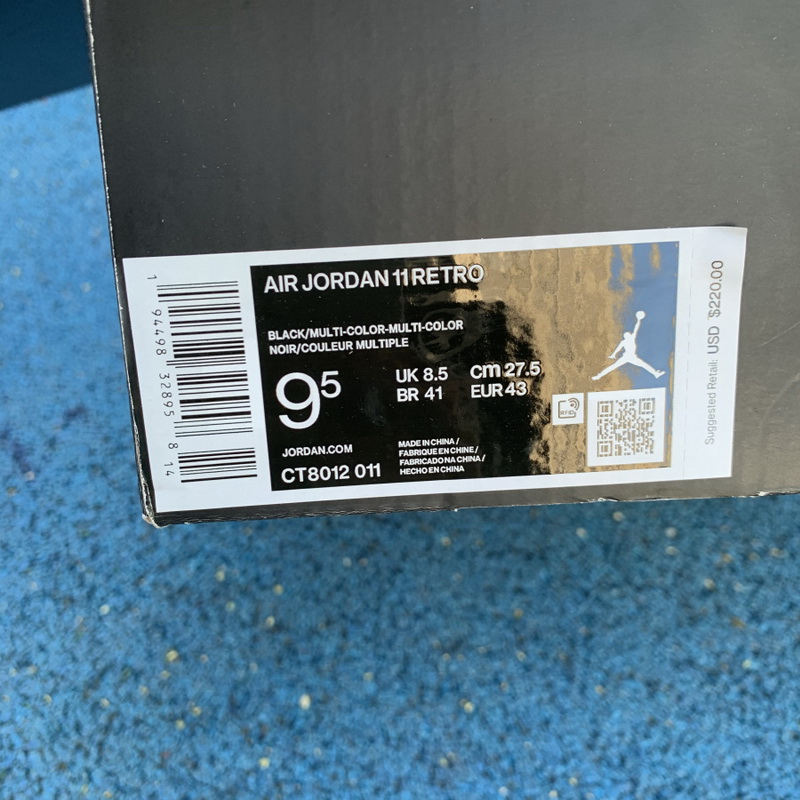 AIR JORDAN 11 RETRO
BLACK/MULTI-COLOR-MULTI-COLOR
NOIR/COULEUR MULTIPLE
9⁵
UK 8.5 cm 27.5
BR 41 EUR 43
JORDAN.COM
CT8012 011
MADE IN CHINA /
FABRIQUE EN CHINE /
FABRICADO NA CHINA /
HECHO EN CHINA
RFID
1 94498 32895 8 14
Suggested Retail: USD $220.00